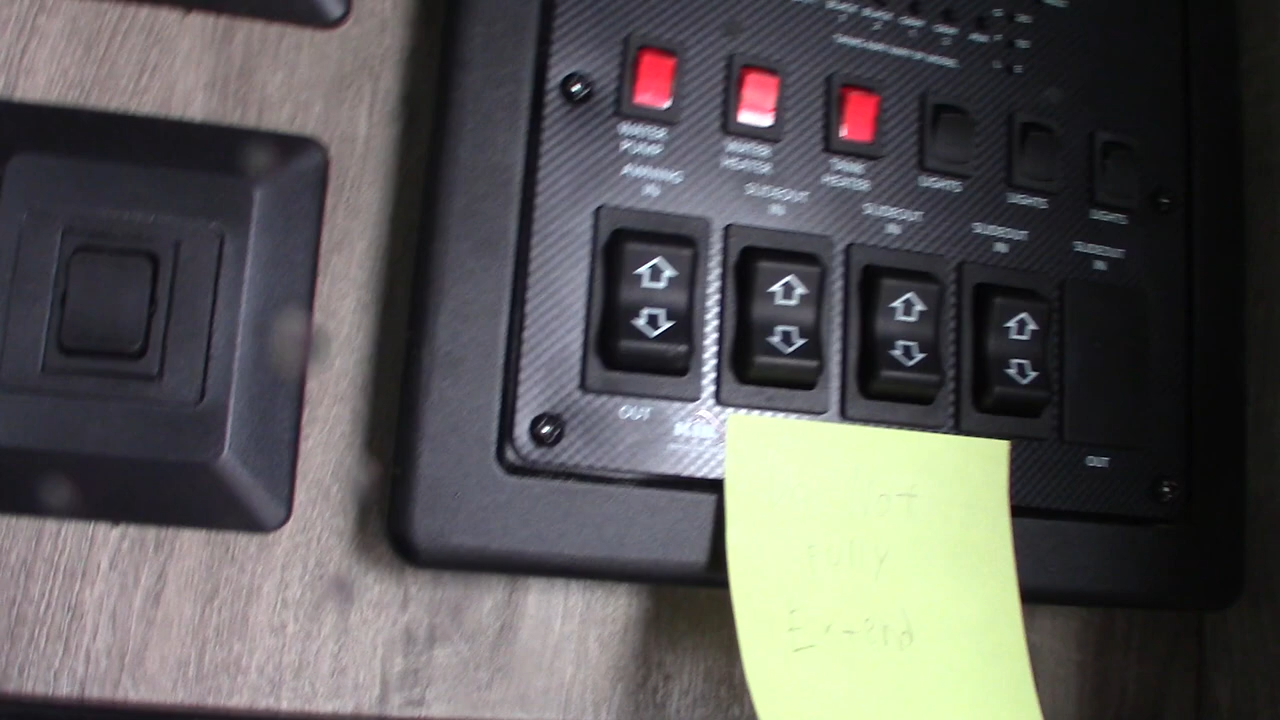 WATER
PUMP
WATER
HEATER
TANK
HEATER
LIGHTS
LIGHTS
LIGHTS
AWNING
IN
SLIDEOUT
IN
SLIDEOUT
IN
SLIDEOUT
IN
SLIDEOUT
IN
OUT
OUT
Do Not
fully
Extend